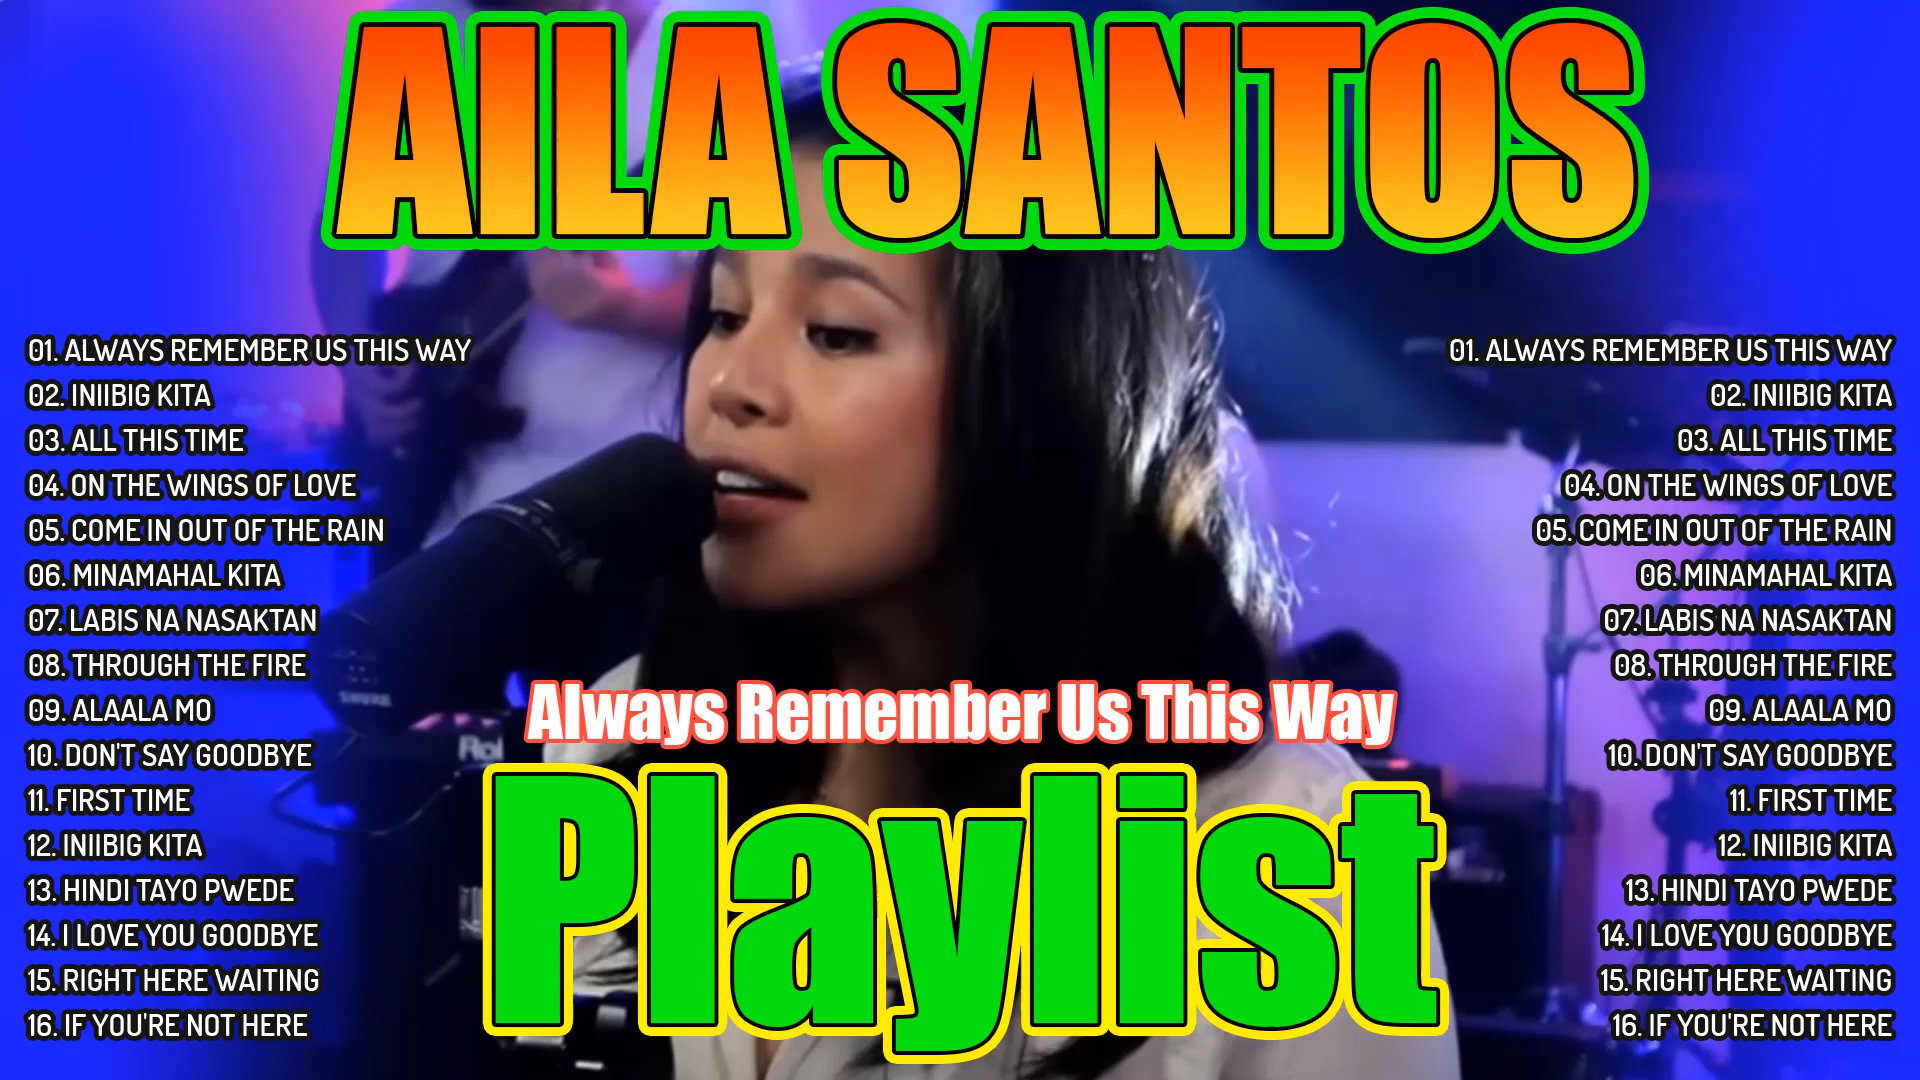 AILA SANTOS
01. ALWAYS REMEMBER US THIS WAY
02. INIIBIG KITA
03. ALL THIS TIME
04. ON THE WINGS OF LOVE
05. COME IN OUT OF THE RAIN
06. MINAMAHAL KITA
07. LABIS NA NASAKTAN
08. THROUGH THE FIRE
09. ALAALA MO
10. DON'T SAY GOODBYE
11. FIRST TIME
12. INIIBIG KITA
13. HINDI TAYO PWEDE
14. I LOVE YOU GOODBYE
15. RIGHT HERE WAITING
16. IF YOU'RE NOT HERE
01. ALWAYS REMEMBER US THIS WAY
02. INIIBIG KITA
03. ALL THIS TIME
04. ON THE WINGS OF LOVE
05. COME IN OUT OF THE RAIN
06. MINAMAHAL KITA
07. LABIS NA NASAKTAN
08. THROUGH THE FIRE
09. ALAALA MO
10. DON'T SAY GOODBYE
11. FIRST TIME
12. INIIBIG KITA
13. HINDI TAYO PWEDE
14. I LOVE YOU GOODBYE
15. RIGHT HERE WAITING
16. IF YOU'RE NOT HERE
SHURE
Rol
Always Remember Us This Way
Playlist